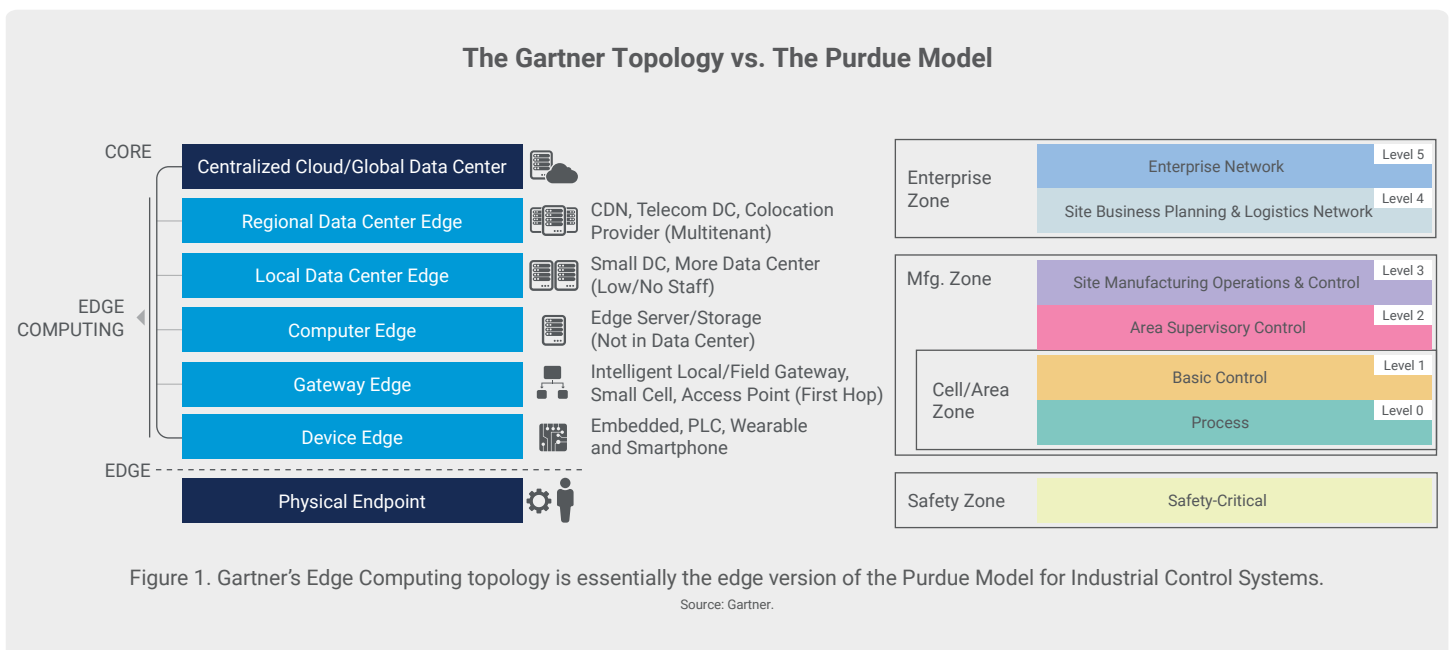 The Gartner Topology vs. The Purdue Model
CORE
Centralized Cloud/Global Data Center
Regional Data Center Edge
CDN, Telecom DC, Colocation
Provider (Multitenant)
Local Data Center Edge
Small DC, More Data Center
(Low/No Staff)
EDGE
COMPUTING
Computer Edge
Edge Server/Storage
(Not in Data Center)
Gateway Edge
Intelligent Local/Field Gateway,
Small Cell, Access Point (First Hop)
Device Edge
Embedded, PLC, Wearable
and Smartphone
EDGE
Physical Endpoint
Enterprise
Zone
Level 5
Enterprise Network
Level 4
Site Business Planning & Logistics Network
Mfg. Zone
Level 3
Site Manufacturing Operations & Control
Level 2
Area Supervisory Control
Cell/Area
Zone
Level 1
Basic Control
Level 0
Process
Safety Zone
Safety-Critical
Figure 1. Gartner’s Edge Computing topology is essentially the edge version of the Purdue Model for Industrial Control Systems.
Source: Gartner.